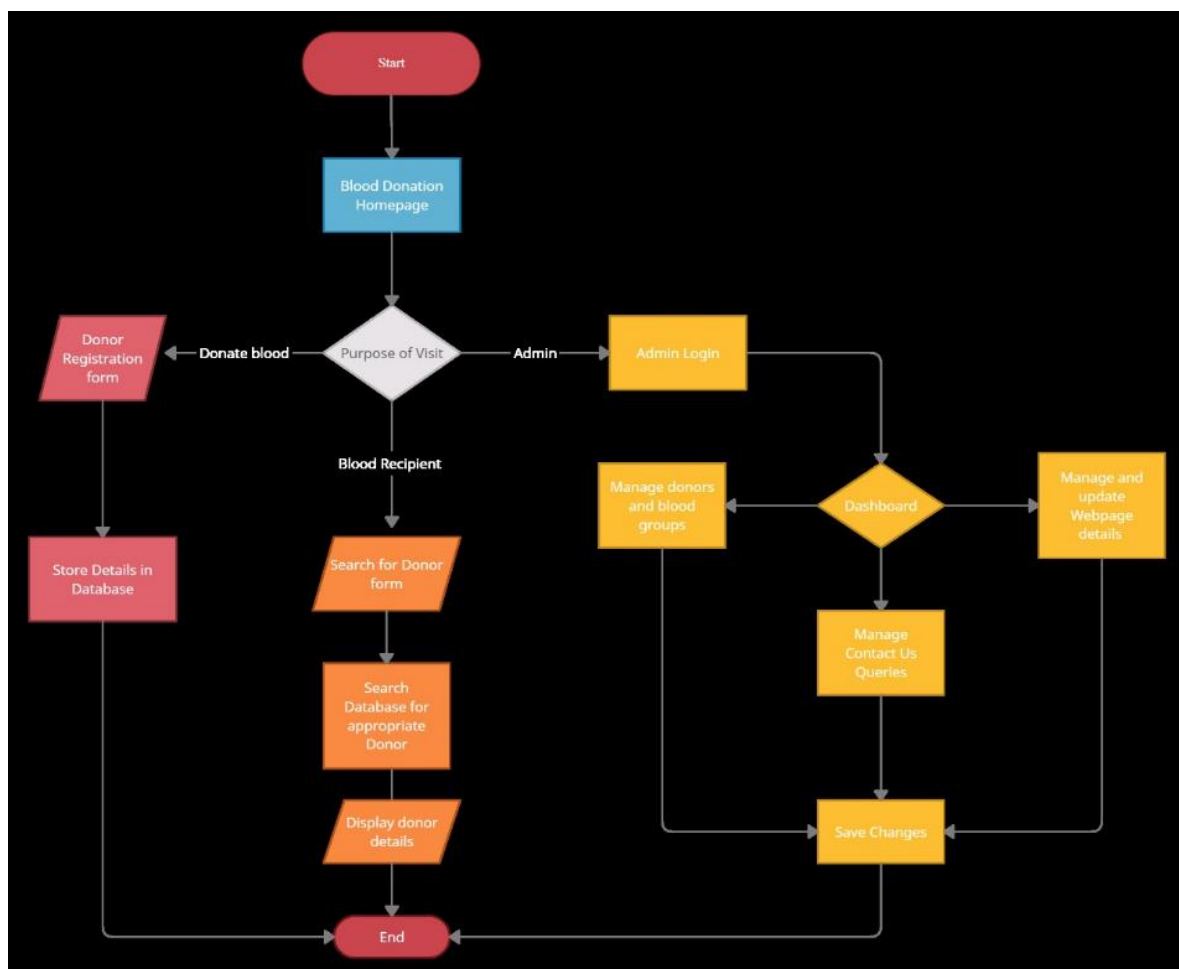 Start
Blood Donation
Homepage
Donor
Registration
form
Donate blood
Purpose of Visit
Admin
Admin Login
Blood Recipient
Manage donors
and blood
groups
Dashboard
Manage and
update
Webpage
details
Store Details in
Database
Search for Donor
form
Manage
Contact Us
Queries
Search
Database for
appropriate
Donor
Display donor
details
Save Changes
End